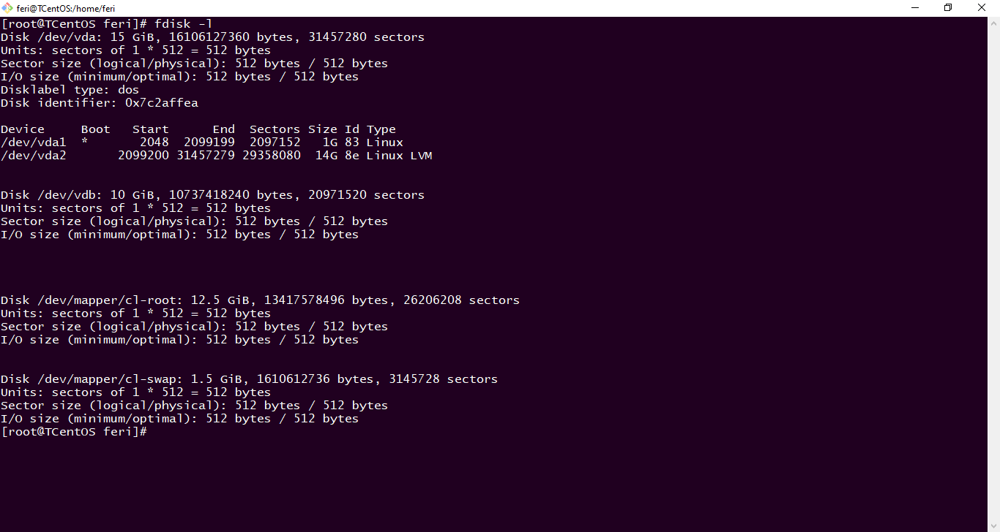 feri@TCentOS:/home/feri
[root@TCentOS feri]# fdisk -l
Disk /dev/vda: 15 GiB, 16106127360 bytes, 31457280 sectors
Units: sectors of 1 * 512 = 512 bytes
Sector size (logical/physical): 512 bytes / 512 bytes
I/O size (minimum/optimal): 512 bytes / 512 bytes
Disklabel type: dos
Disk identifier: 0x7c2affea
Device     Boot   Start      End  Sectors Size Id Type
/dev/vda1  *       2048  2099199  2097152   1G 83 Linux
/dev/vda2       2099200 31457279 29358080  14G 8e Linux LVM
Disk /dev/vdb: 10 GiB, 10737418240 bytes, 20971520 sectors
Units: sectors of 1 * 512 = 512 bytes
Sector size (logical/physical): 512 bytes / 512 bytes
I/O size (minimum/optimal): 512 bytes / 512 bytes
Disk /dev/mapper/cl-root: 12.5 GiB, 13417578496 bytes, 26206208 sectors
Units: sectors of 1 * 512 = 512 bytes
Sector size (logical/physical): 512 bytes / 512 bytes
I/O size (minimum/optimal): 512 bytes / 512 bytes
Disk /dev/mapper/cl-swap: 1.5 GiB, 1610612736 bytes, 3145728 sectors
Units: sectors of 1 * 512 = 512 bytes
Sector size (logical/physical): 512 bytes / 512 bytes
I/O size (minimum/optimal): 512 bytes / 512 bytes
[root@TCentOS feri]#